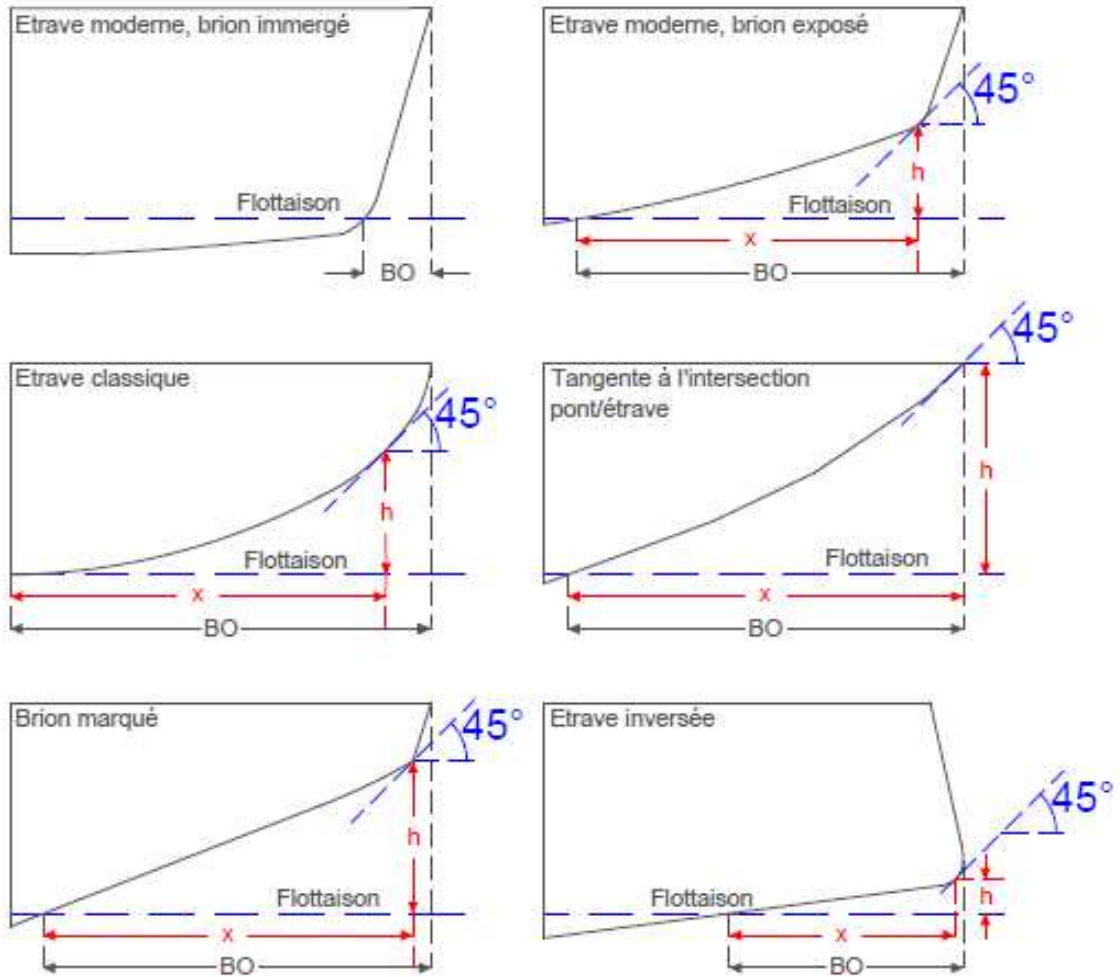 Etrave moderne, brion immergé
Flottaison
BO
Etrave moderne, brion exposé
45°
h
Flottaison
x
BO
Etrave classique
45°
h
Flottaison
x
BO
Tangente à l'intersection
pont/étrave
45°
h
Flottaison
x
BO
Brion marqué
45°
h
Flottaison
x
BO
Etrave inversée
45°
Flottaison
h
x
BO